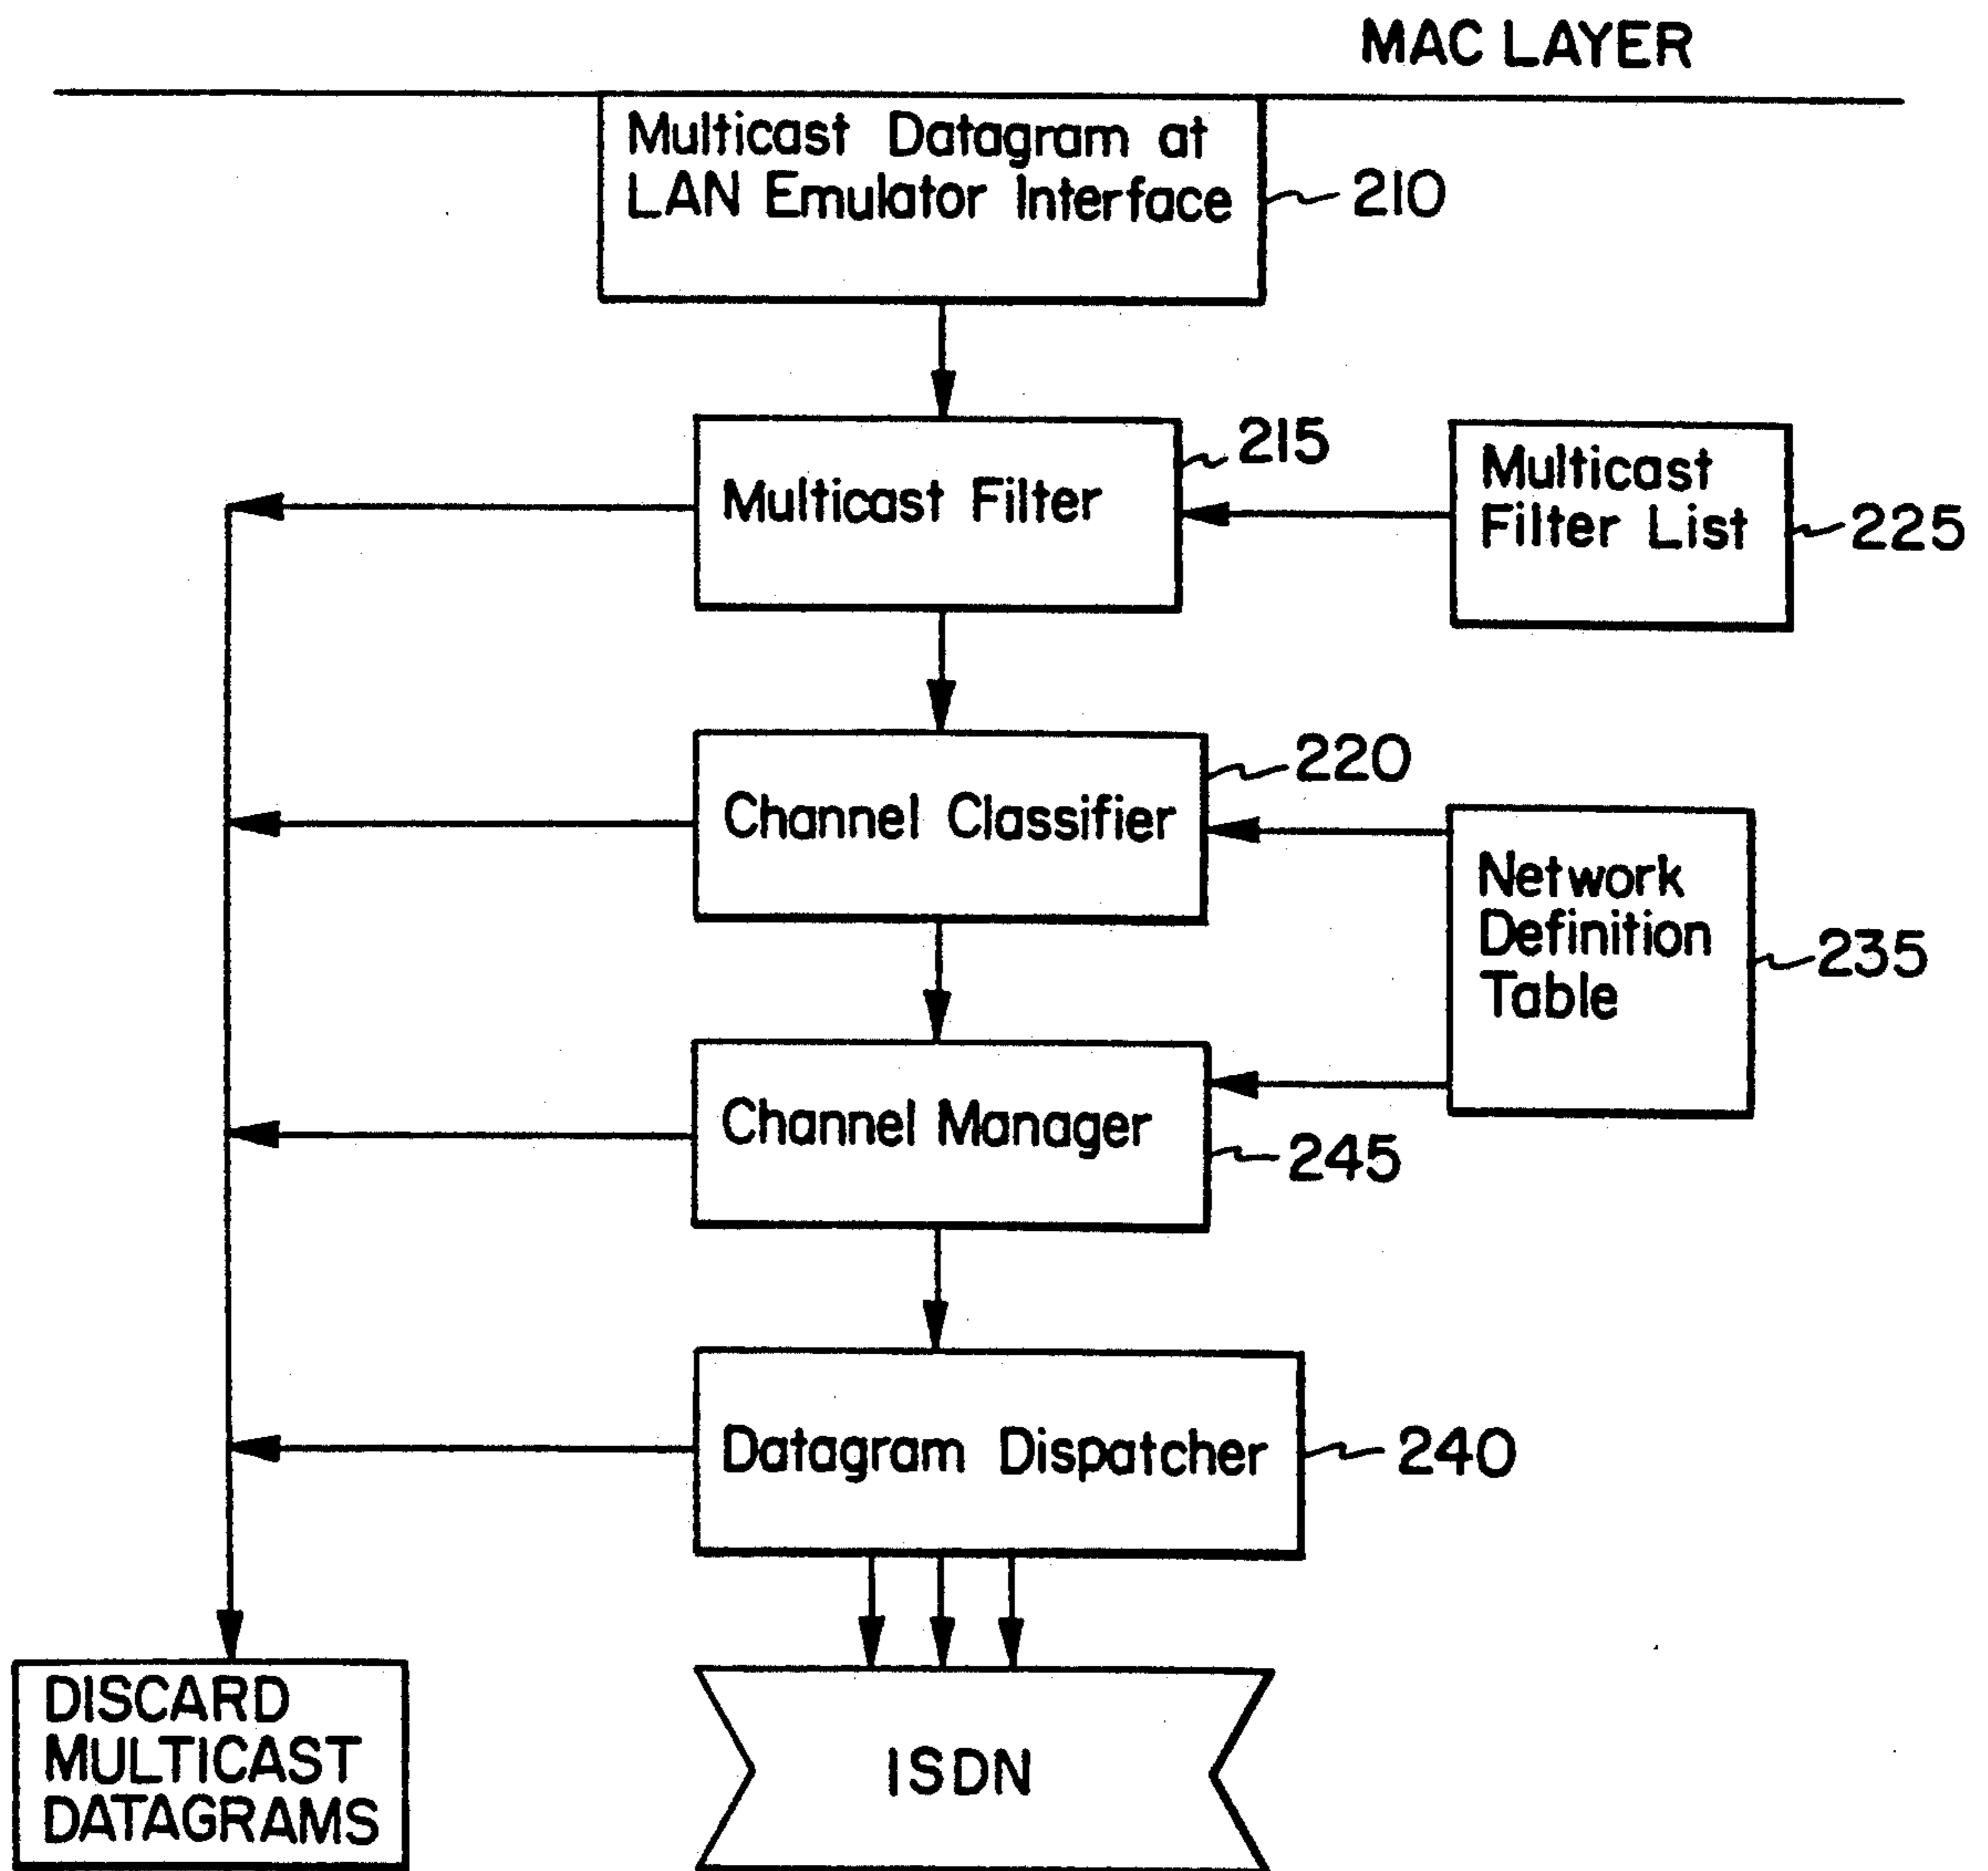 MAC LAYER
Multicast Datagram at
LAN Emulator Interface
210
Multicast Filter
215
Multicast
Filter List
225
Channel Classifier
220
Network
Definition
Table
235
Channel Manager
245
Datagram Dispatcher
240
DISCARD
MULTICAST
DATAGRAMS
ISDN